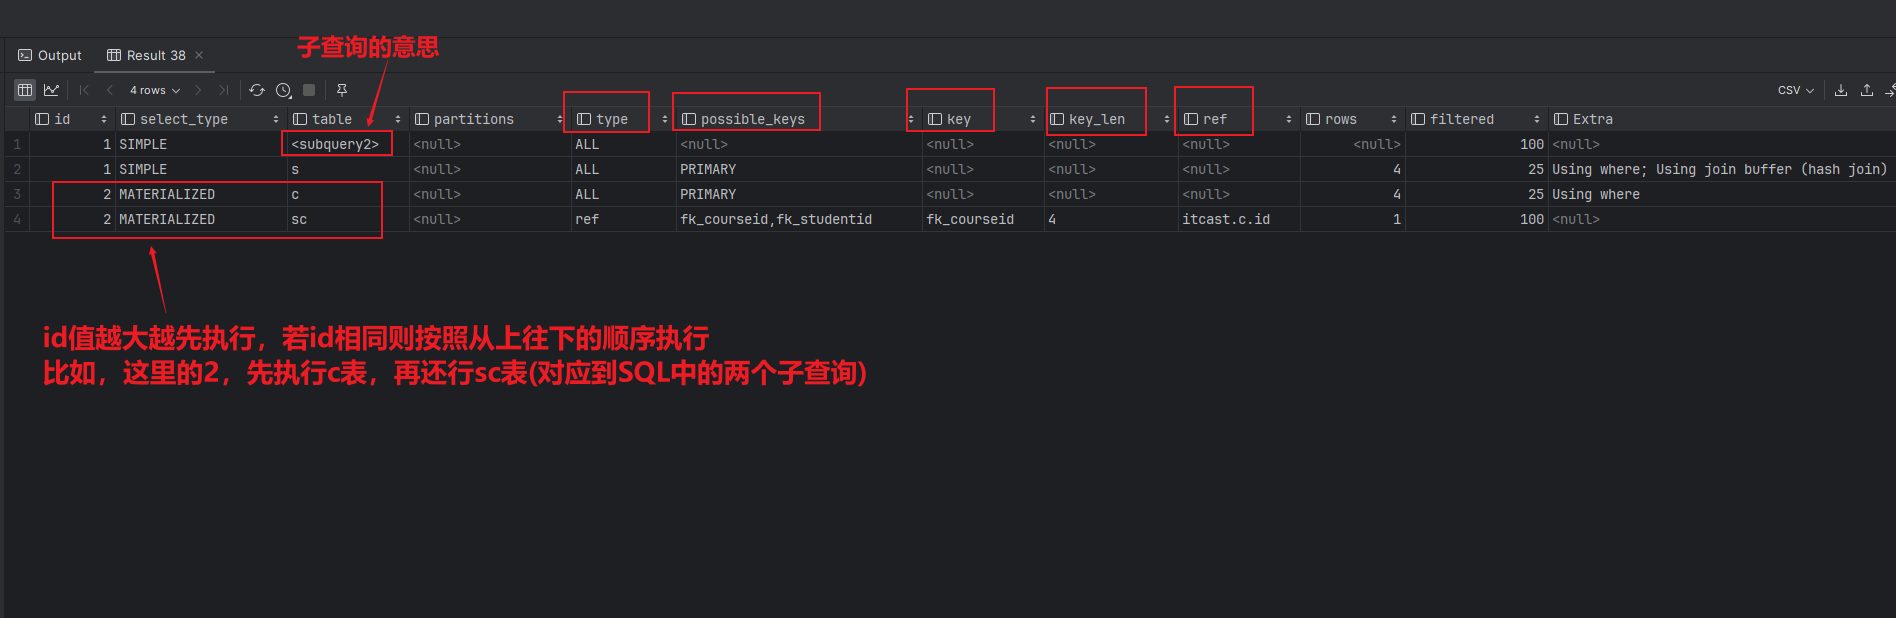 子查询的意思
Output
Result 38
4 rows
CSV
id select_type table partitions type possible_keys key key_len ref rows filtered Extra
1 1 SIMPLE <subquery2> <null> ALL <null> <null> <null> <null> <null> 100 <null>
2 1 SIMPLE s <null> ALL PRIMARY <null> <null> <null> 4 25 Using where; Using join buffer (hash join)
3 2 MATERIALIZED c <null> ALL PRIMARY <null> <null> <null> 4 25 Using where
4 2 MATERIALIZED sc <null> ref fk_courseid,fk_studentid fk_courseid 4 itcast.c.id 1 100 <null>
id值越大越先执行，若id相同则按照从上往下的顺序执行
比如，这里的2，先执行c表，再还行sc表(对应到SQL中的两个子查询)